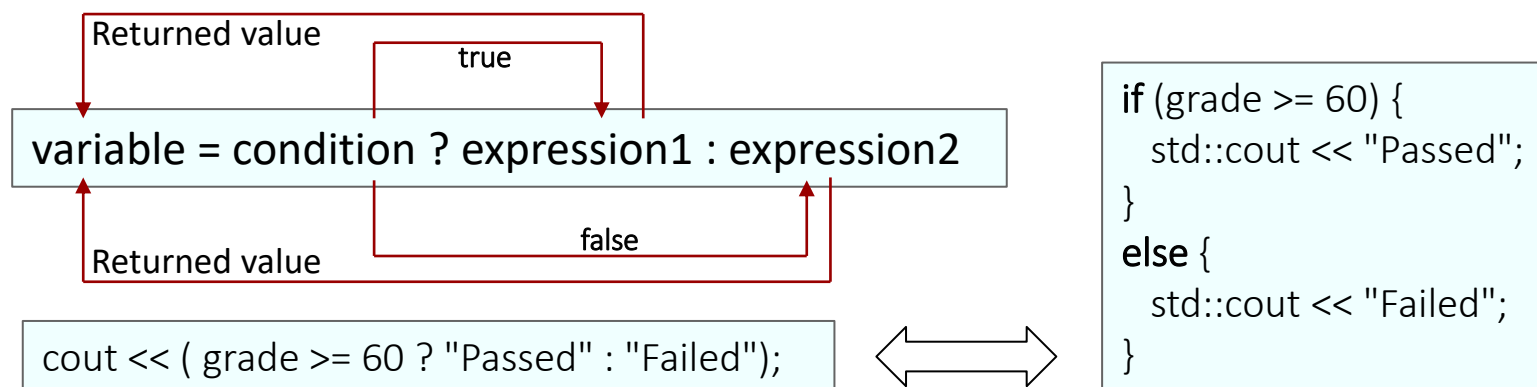 Returned value
true
variable = condition ? expression1 : expression2
false
Returned value
cout << ( grade >= 60 ? "Passed" : "Failed");
if (grade >= 60) {
std::cout << "Passed";
}
else {
std::cout << "Failed";
}